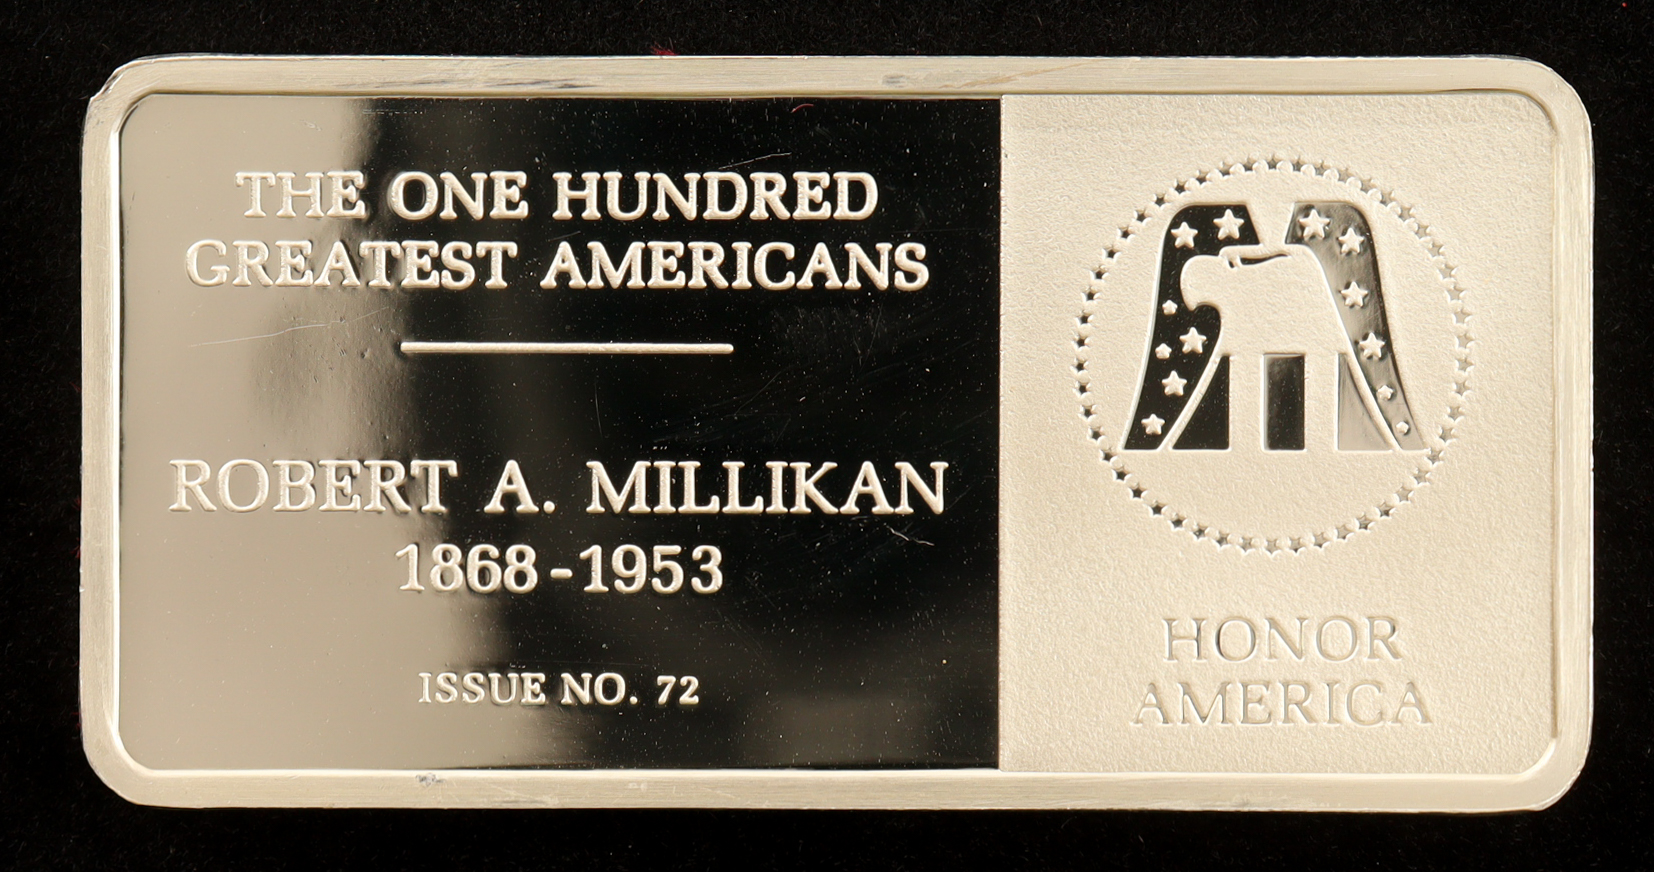 THE ONE HUNDRED
GREATEST AMERICANS
ROBERT A. MILLIKAN
1868-1953
ISSUE NO. 72
HONOR
AMERICA